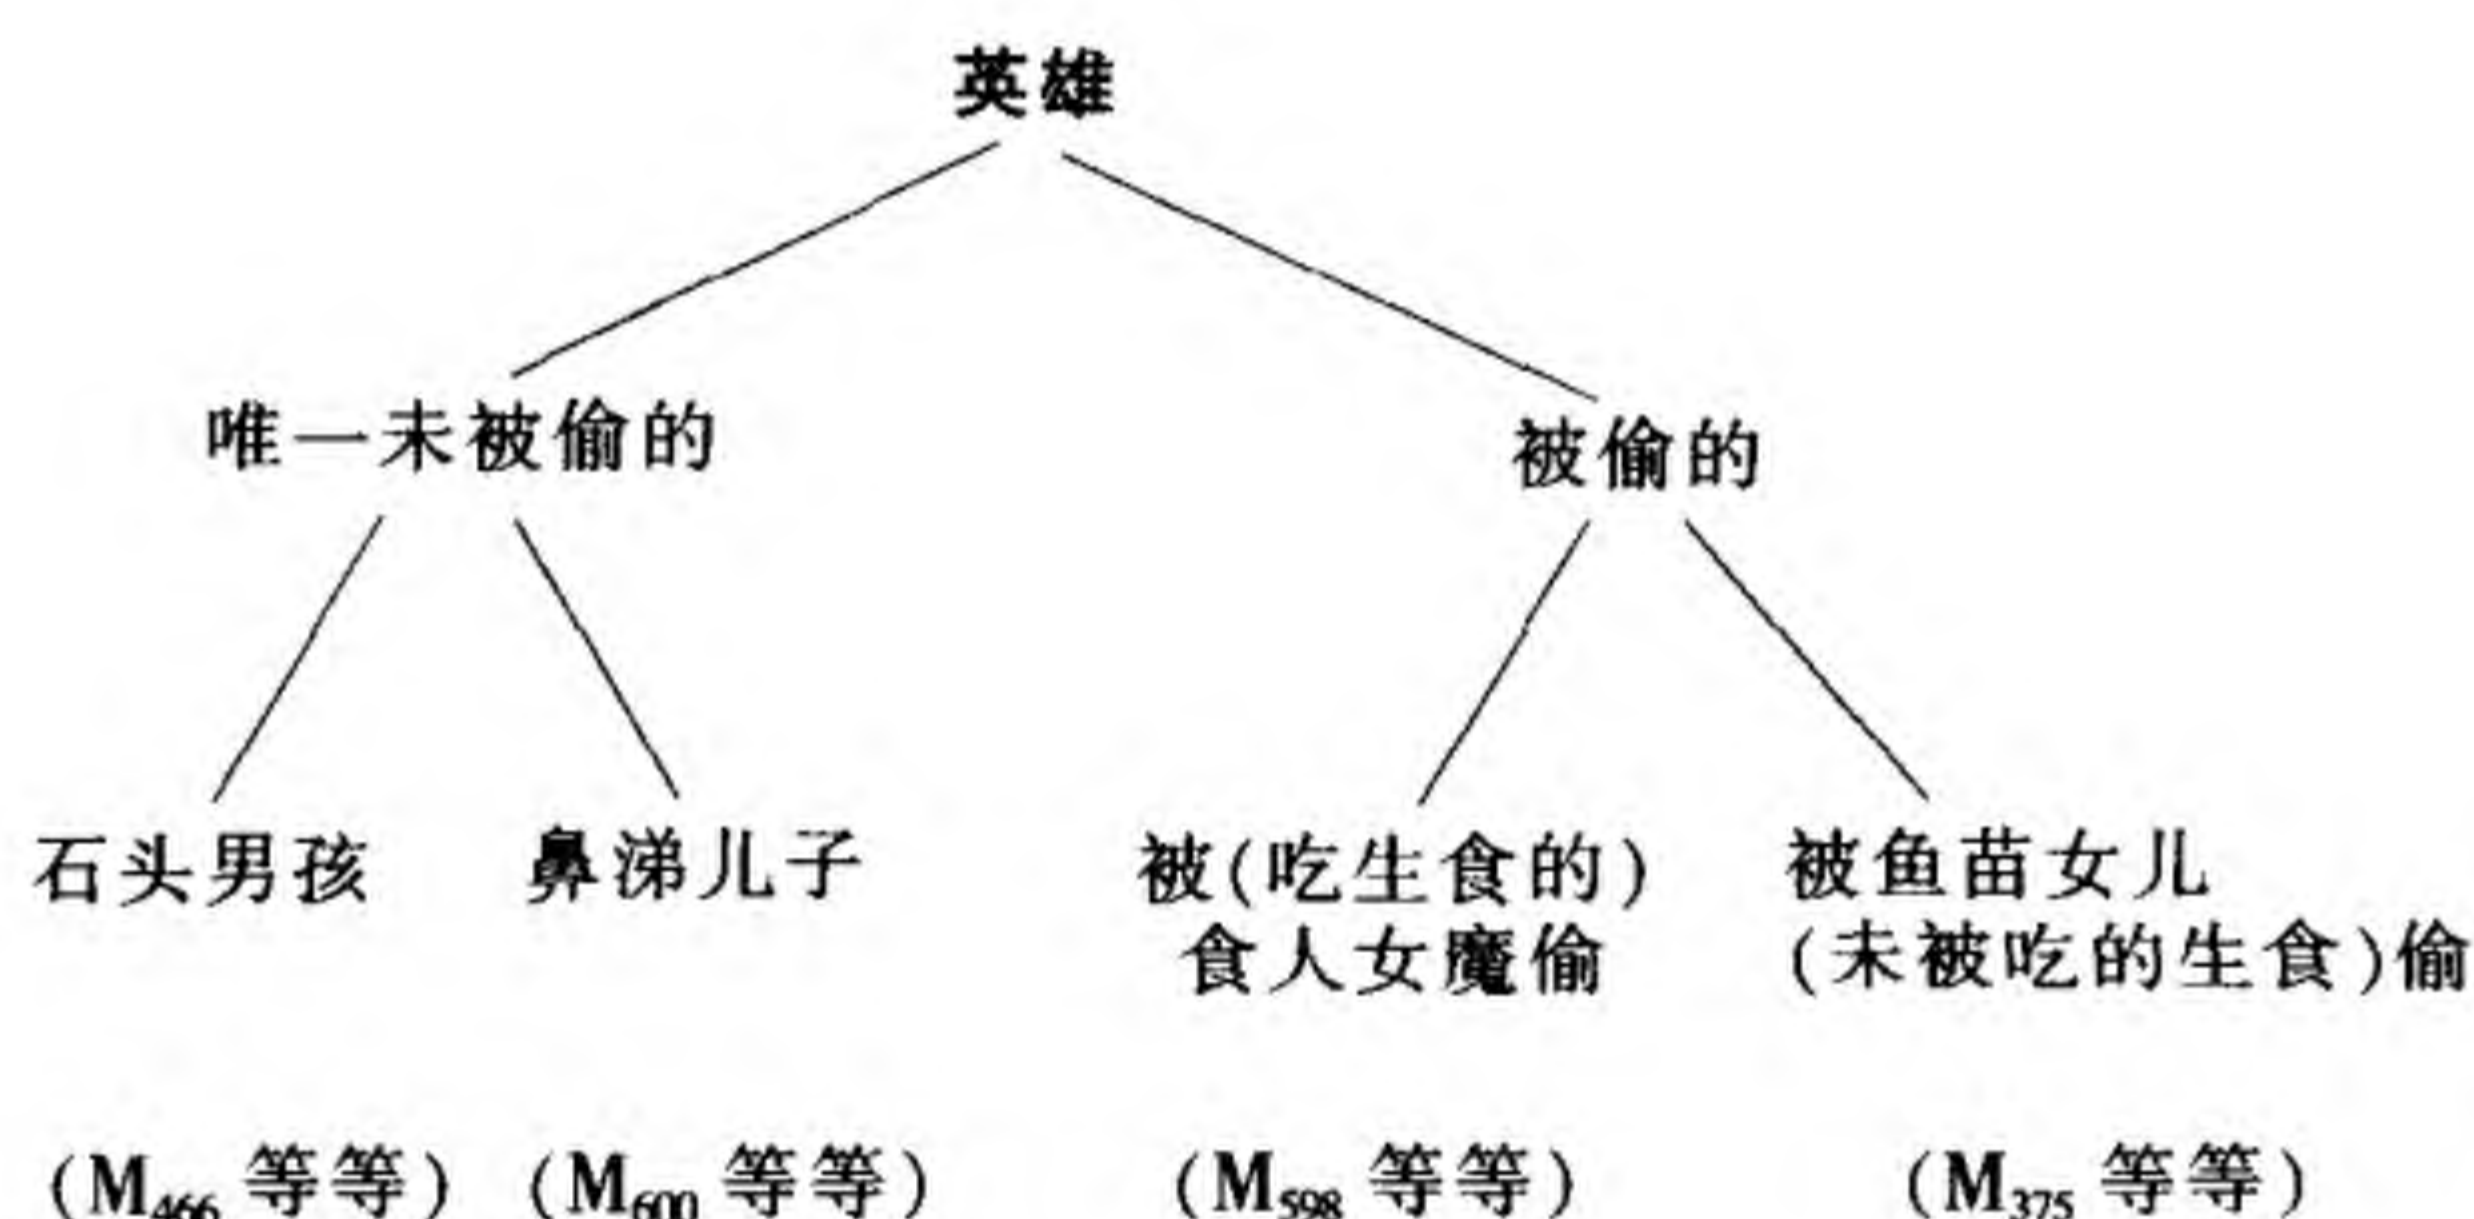 英雄
唯一未被偷的 被偷的
石头男孩 鼻涕儿子 被(吃生食的) 被鱼苗女儿
食人女魔偷 (未被吃的生食)偷
(M₄₆₆ 等等) (M₆₀₀ 等等) (M₅₉₈ 等等) (M₃₇₅ 等等)